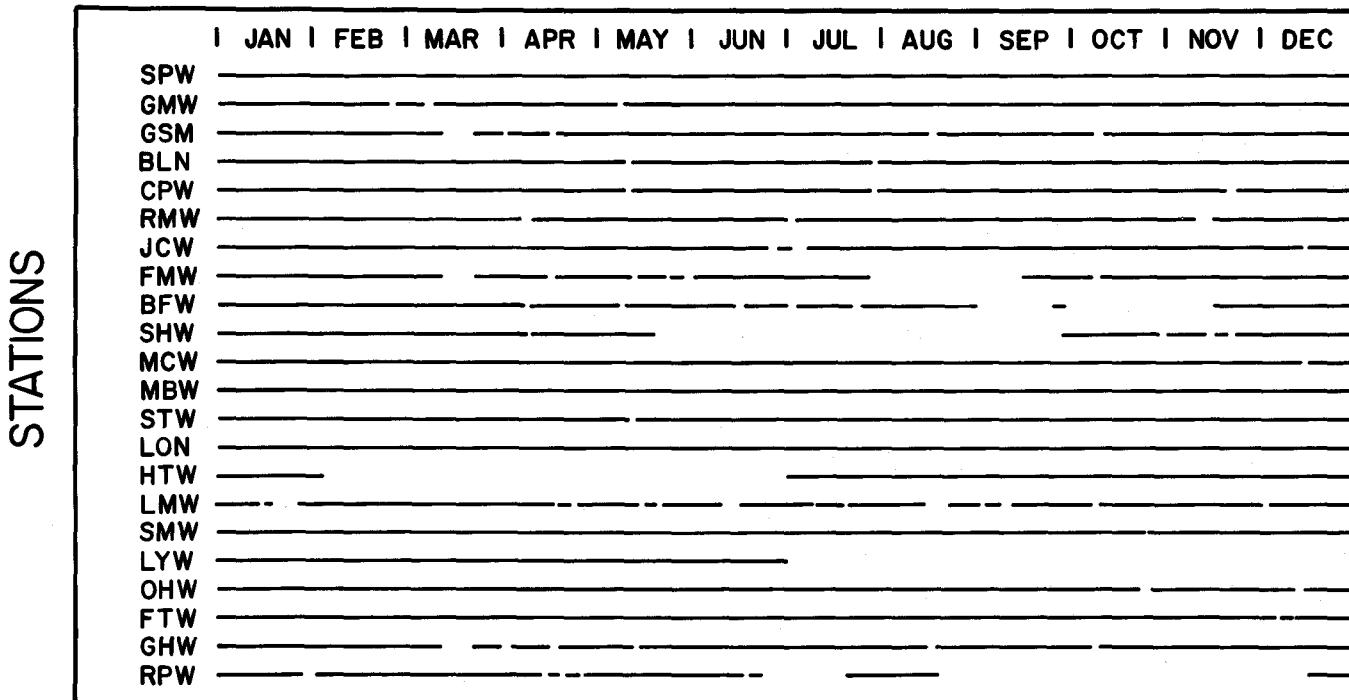 | JAN | FEB | MAR | APR | MAY | JUN | JUL | AUG | SEP | OCT | NOV | DEC
STATIONS
SPW
GMW
GSM
BLN
CPW
RMW
JCW
FMW
BFW
SHW
MCW
MBW
STW
LON
HTW
LMW
SMW
LYW
OHW
FTW
GHW
RPW